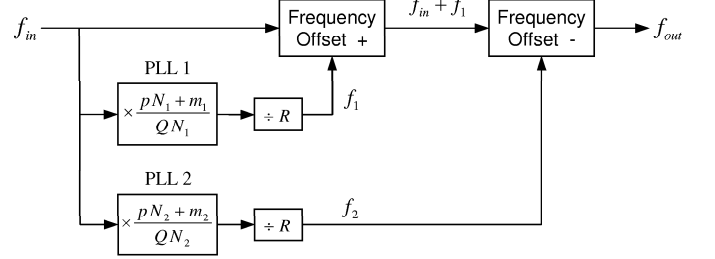 f_in
Frequency
Offset +
f_in + f_1
Frequency
Offset -
f_out
PLL 1
× (pN_1 + m_1) / (QN_1)
÷ R
f_1
PLL 2
× (pN_2 + m_2) / (QN_2)
÷ R
f_2